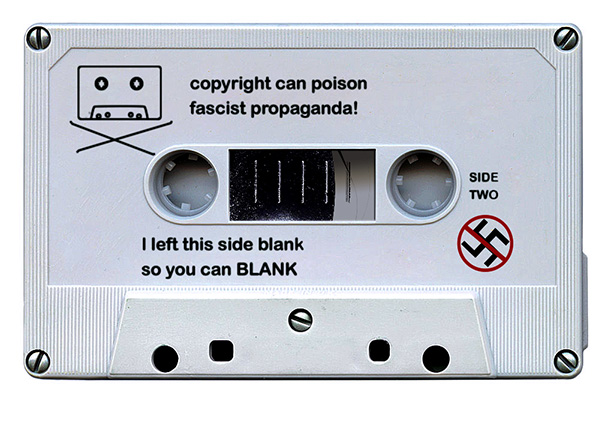 copyright can poison
fascist propaganda!
SIDE
TWO
I left this side blank
so you can BLANK